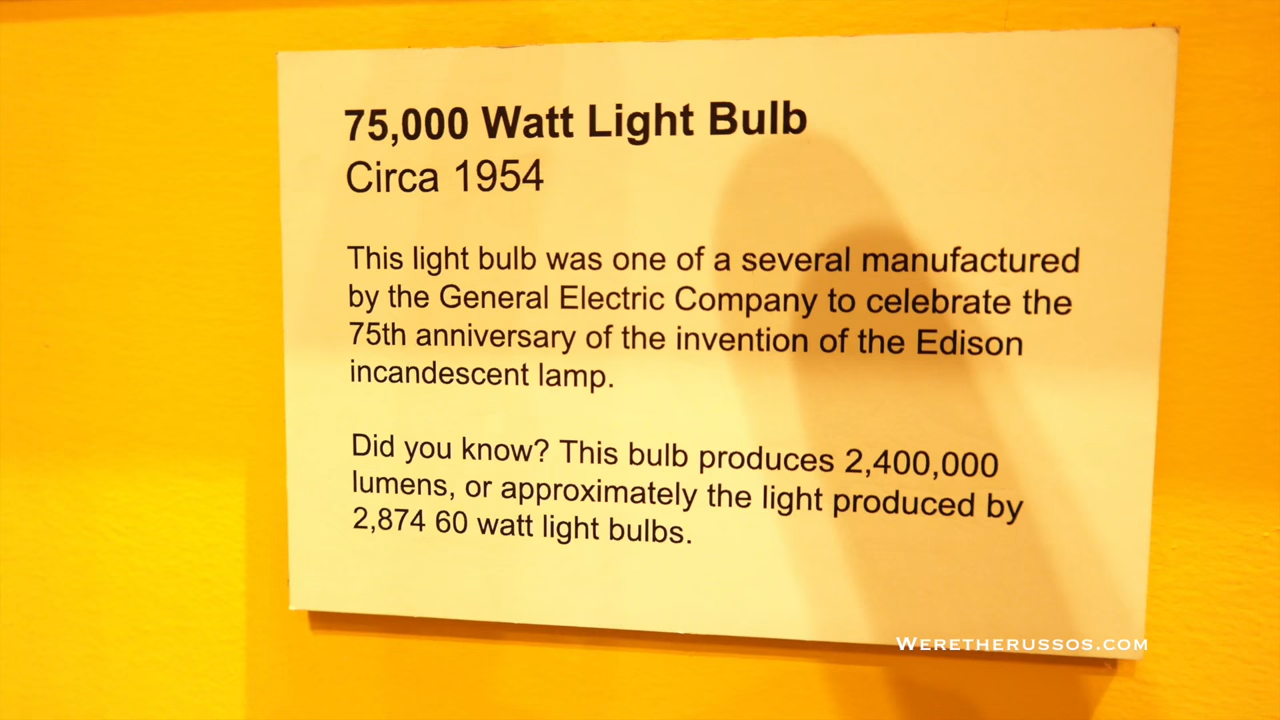 75,000 Watt Light Bulb
Circa 1954
This light bulb was one of a several manufactured
by the General Electric Company to celebrate the
75th anniversary of the invention of the Edison
incandescent lamp.
Did you know? This bulb produces 2,400,000
lumens, or approximately the light produced by
2,874 60 watt light bulbs.
WERETHERUSSOS.COM